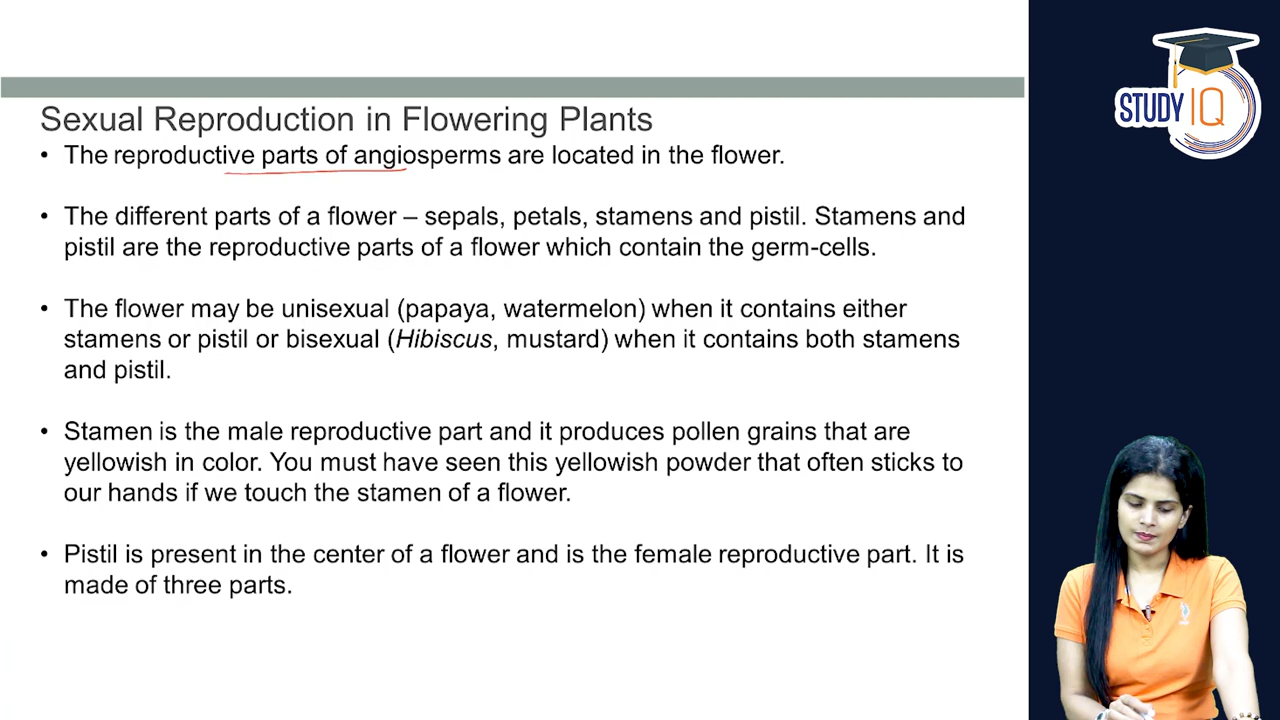 Sexual Reproduction in Flowering Plants
• The reproductive parts of angiosperms are located in the flower.
• The different parts of a flower – sepals, petals, stamens and pistil. Stamens and
pistil are the reproductive parts of a flower which contain the germ-cells.
• The flower may be unisexual (papaya, watermelon) when it contains either
stamens or pistil or bisexual (Hibiscus, mustard) when it contains both stamens
and pistil.
• Stamen is the male reproductive part and it produces pollen grains that are
yellowish in color. You must have seen this yellowish powder that often sticks to
our hands if we touch the stamen of a flower.
• Pistil is present in the center of a flower and is the female reproductive part. It is
made of three parts.
STUDY IQ